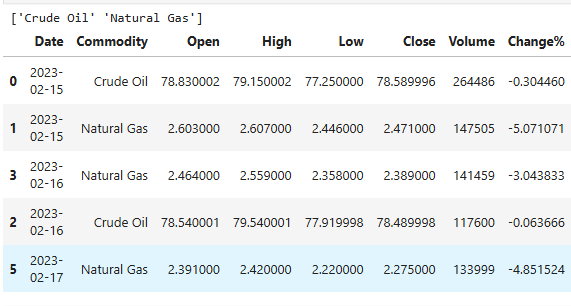 ['Crude Oil' 'Natural Gas']
Date Commodity Open High Low Close Volume Change%
0 2023-02-15 Crude Oil 78.830002 79.150002 77.250000 78.589996 264486 -0.304460
1 2023-02-15 Natural Gas 2.603000 2.607000 2.446000 2.471000 147505 -5.071071
3 2023-02-16 Natural Gas 2.464000 2.559000 2.358000 2.389000 141459 -3.043833
2 2023-02-16 Crude Oil 78.540001 79.540001 77.919998 78.489998 117600 -0.063666
5 2023-02-17 Natural Gas 2.391000 2.420000 2.220000 2.275000 133999 -4.851524